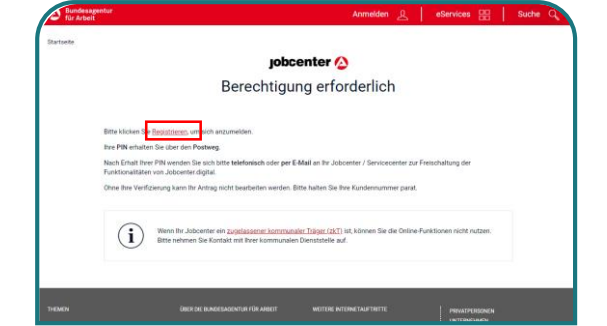 Bundesagentur
für Arbeit
Anmelden eServices Suche
Startseite
jobcenter
Berechtigung erforderlich
Bitte klicken Sie Registrieren, um sich anzumelden.
Ihre PIN erhalten Sie über den Postweg.
Nach Erhalt Ihrer PIN wenden Sie sich bitte telefonisch oder per E-Mail an Ihr Jobcenter / Servicecenter zur Freischaltung der
Funktionalitäten von Jobcenter.digital.
Ohne Ihre Verifizierung kann Ihr Antrag nicht bearbeiten werden. Bitte halten Sie Ihre Kundennummer parat.
Wenn Ihr Jobcenter ein zugelassener kommunaler Träger (zkT) ist, können Sie die Online-Funktionen nicht nutzen.
Bitte nehmen Sie Kontakt mit Ihrer kommunalen Dienststelle auf.
THEMEN ÜBER DIE BUNDESAGENTUR FÜR ARBEIT WEITERE INTERNETAUFTRITTE PRIVATPERSONEN
UNTERNEHMEN